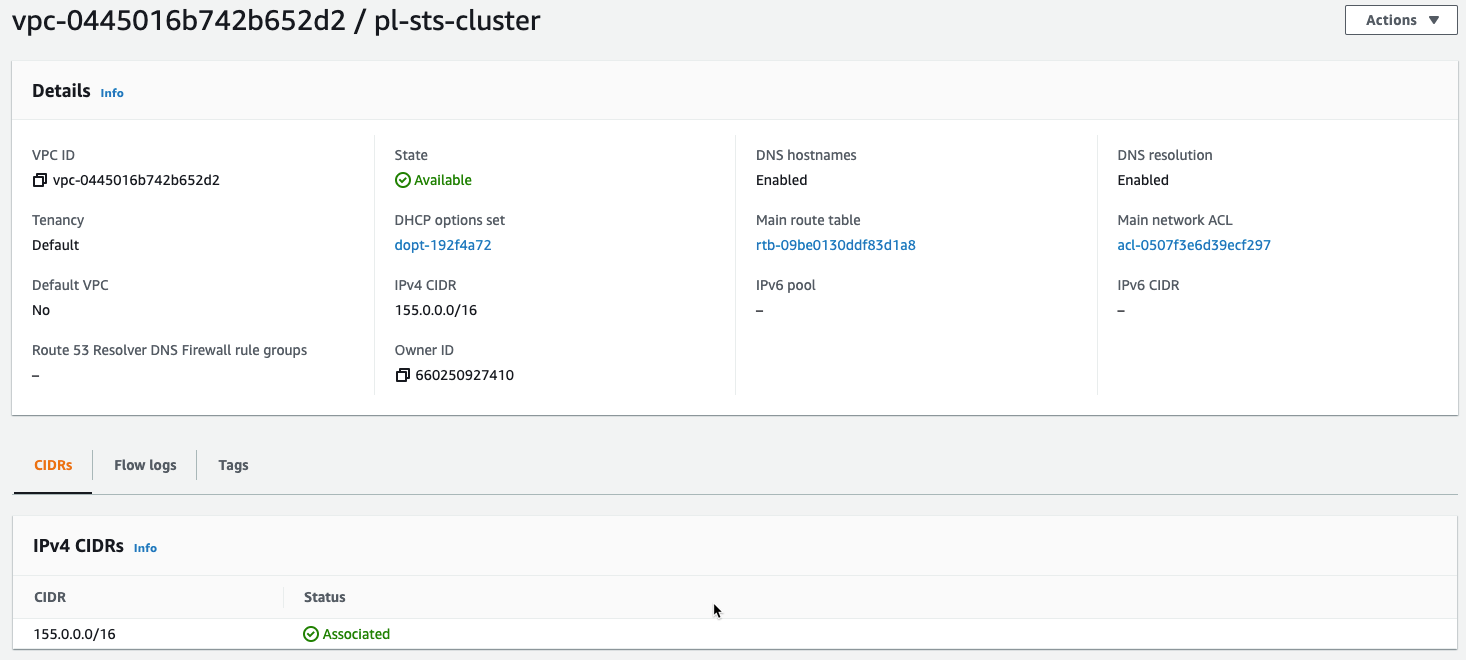 vpc-0445016b742b652d2 / pl-sts-cluster
Actions
Details Info
VPC ID
vpc-0445016b742b652d2
State
Available
DNS hostnames
Enabled
DNS resolution
Enabled
Tenancy
Default
DHCP options set
dopt-192f4a72
Main route table
rtb-09be0130ddf83d1a8
Main network ACL
acl-0507f3e6d39ecf297
Default VPC
No
IPv4 CIDR
155.0.0.0/16
IPv6 pool
–
IPv6 CIDR
–
Route 53 Resolver DNS Firewall rule groups
–
Owner ID
660250927410
CIDRs
Flow logs
Tags
IPv4 CIDRs Info
CIDR
Status
155.0.0.0/16
Associated